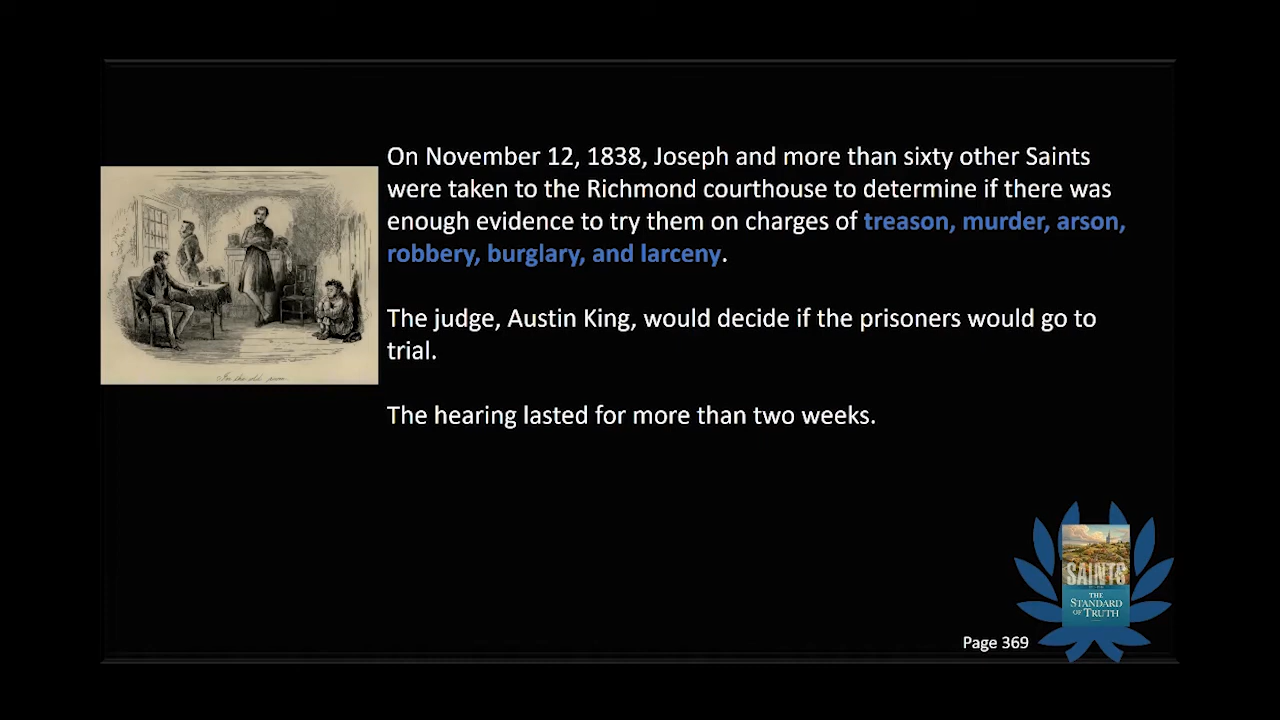 On November 12, 1838, Joseph and more than sixty other Saints
were taken to the Richmond courthouse to determine if there was
enough evidence to try them on charges of treason, murder, arson,
robbery, burglary, and larceny.
The judge, Austin King, would decide if the prisoners would go to
trial.
The hearing lasted for more than two weeks.
SAINTS
THE
STANDARD
OF TRUTH
Page 369